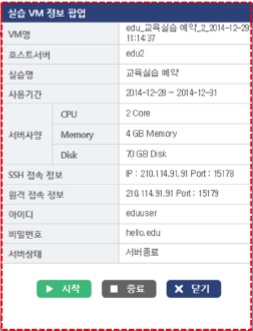 실습 VM 정보 팝업
VM명 edu_교육실습 예약_2_2014-12-29
11:14:37
호스트서버 edu2
실습명 교육실습 예약
사용기간 2014-12-28 ~ 2014-12-31
서버사양 CPU 2 Core
Memory 4 GB Memory
Disk 70 GB Disk
SSH 접속 정보 IP : 210.114.91.91 Port : 15178
원격 접속 정보 210.114.91.91 Port : 15179
아이디 eduuser
비밀번호 hello.edu
서버상태 서버종료
시작 종료 닫기